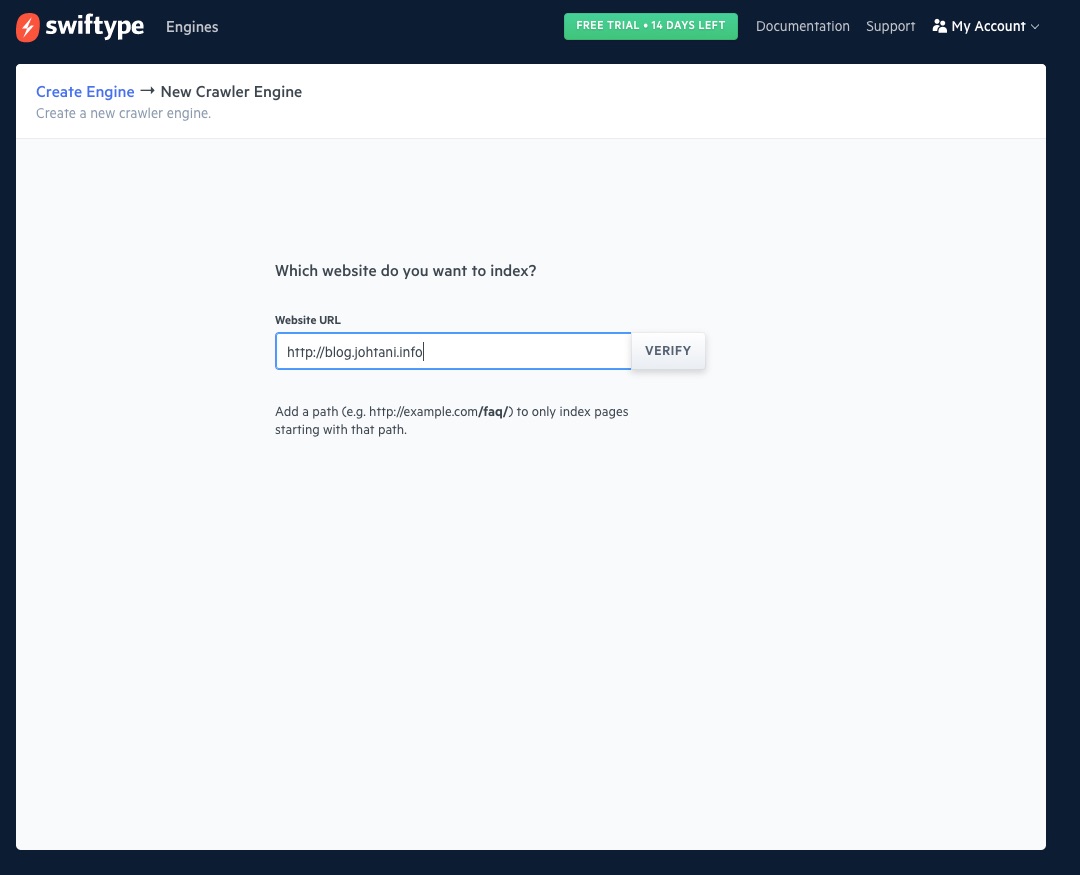 swiftype Engines FREE TRIAL • 14 DAYS LEFT Documentation Support My Account
Create Engine → New Crawler Engine
Create a new crawler engine.
Which website do you want to index?
Website URL
http://blog.johtani.info VERIFY
Add a path (e.g. http://example.com/faq/) to only index pages
starting with that path.